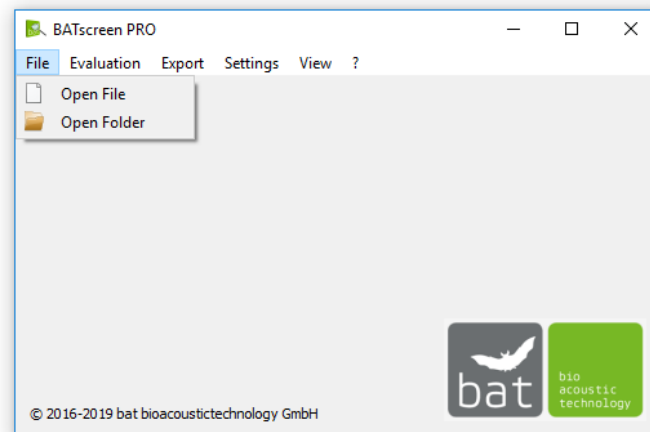 BATscreen PRO
File Evaluation Export Settings View ?
Open File
Open Folder
bat
bio
acoustic
technology
© 2016-2019 bat bioacoustictechnology GmbH